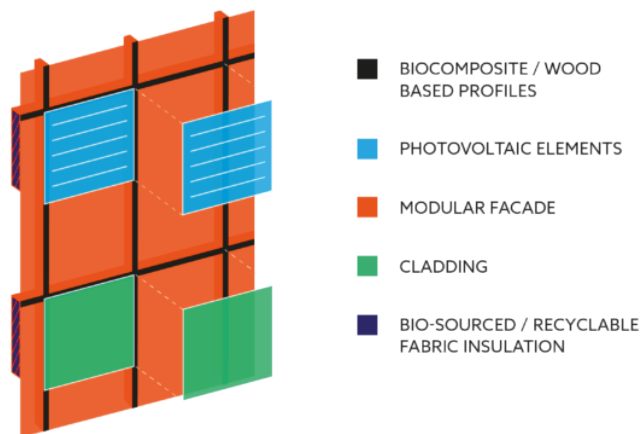 BIOCOMPOSITE / WOOD
BASED PROFILES
PHOTOVOLTAIC ELEMENTS
MODULAR FACADE
CLADDING
BIO-SOURCED / RECYCLABLE
FABRIC INSULATION